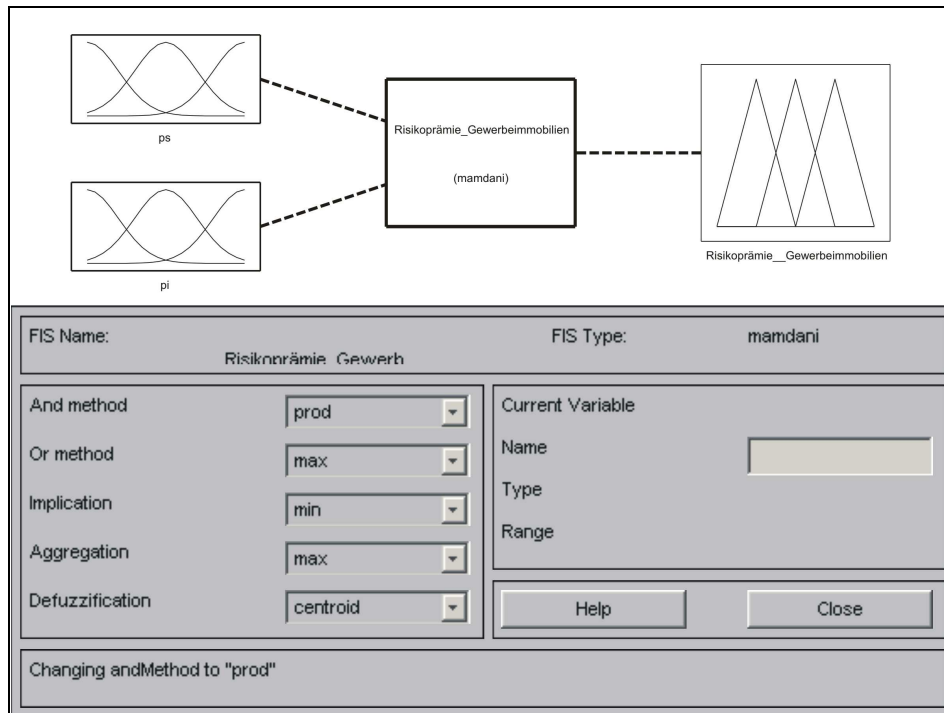 ps
Risikoprämie_Gewerbeimmobilien
(mamdani)
pi
Risikoprämie__Gewerbeimmobilien
FIS Name:
Risikoprämie_Gewerb
FIS Type:
mamdani
And method
prod
Or method
max
Implication
min
Aggregation
max
Defuzzification
centroid
Current Variable
Name
Type
Range
Help
Close
Changing andMethod to "prod"